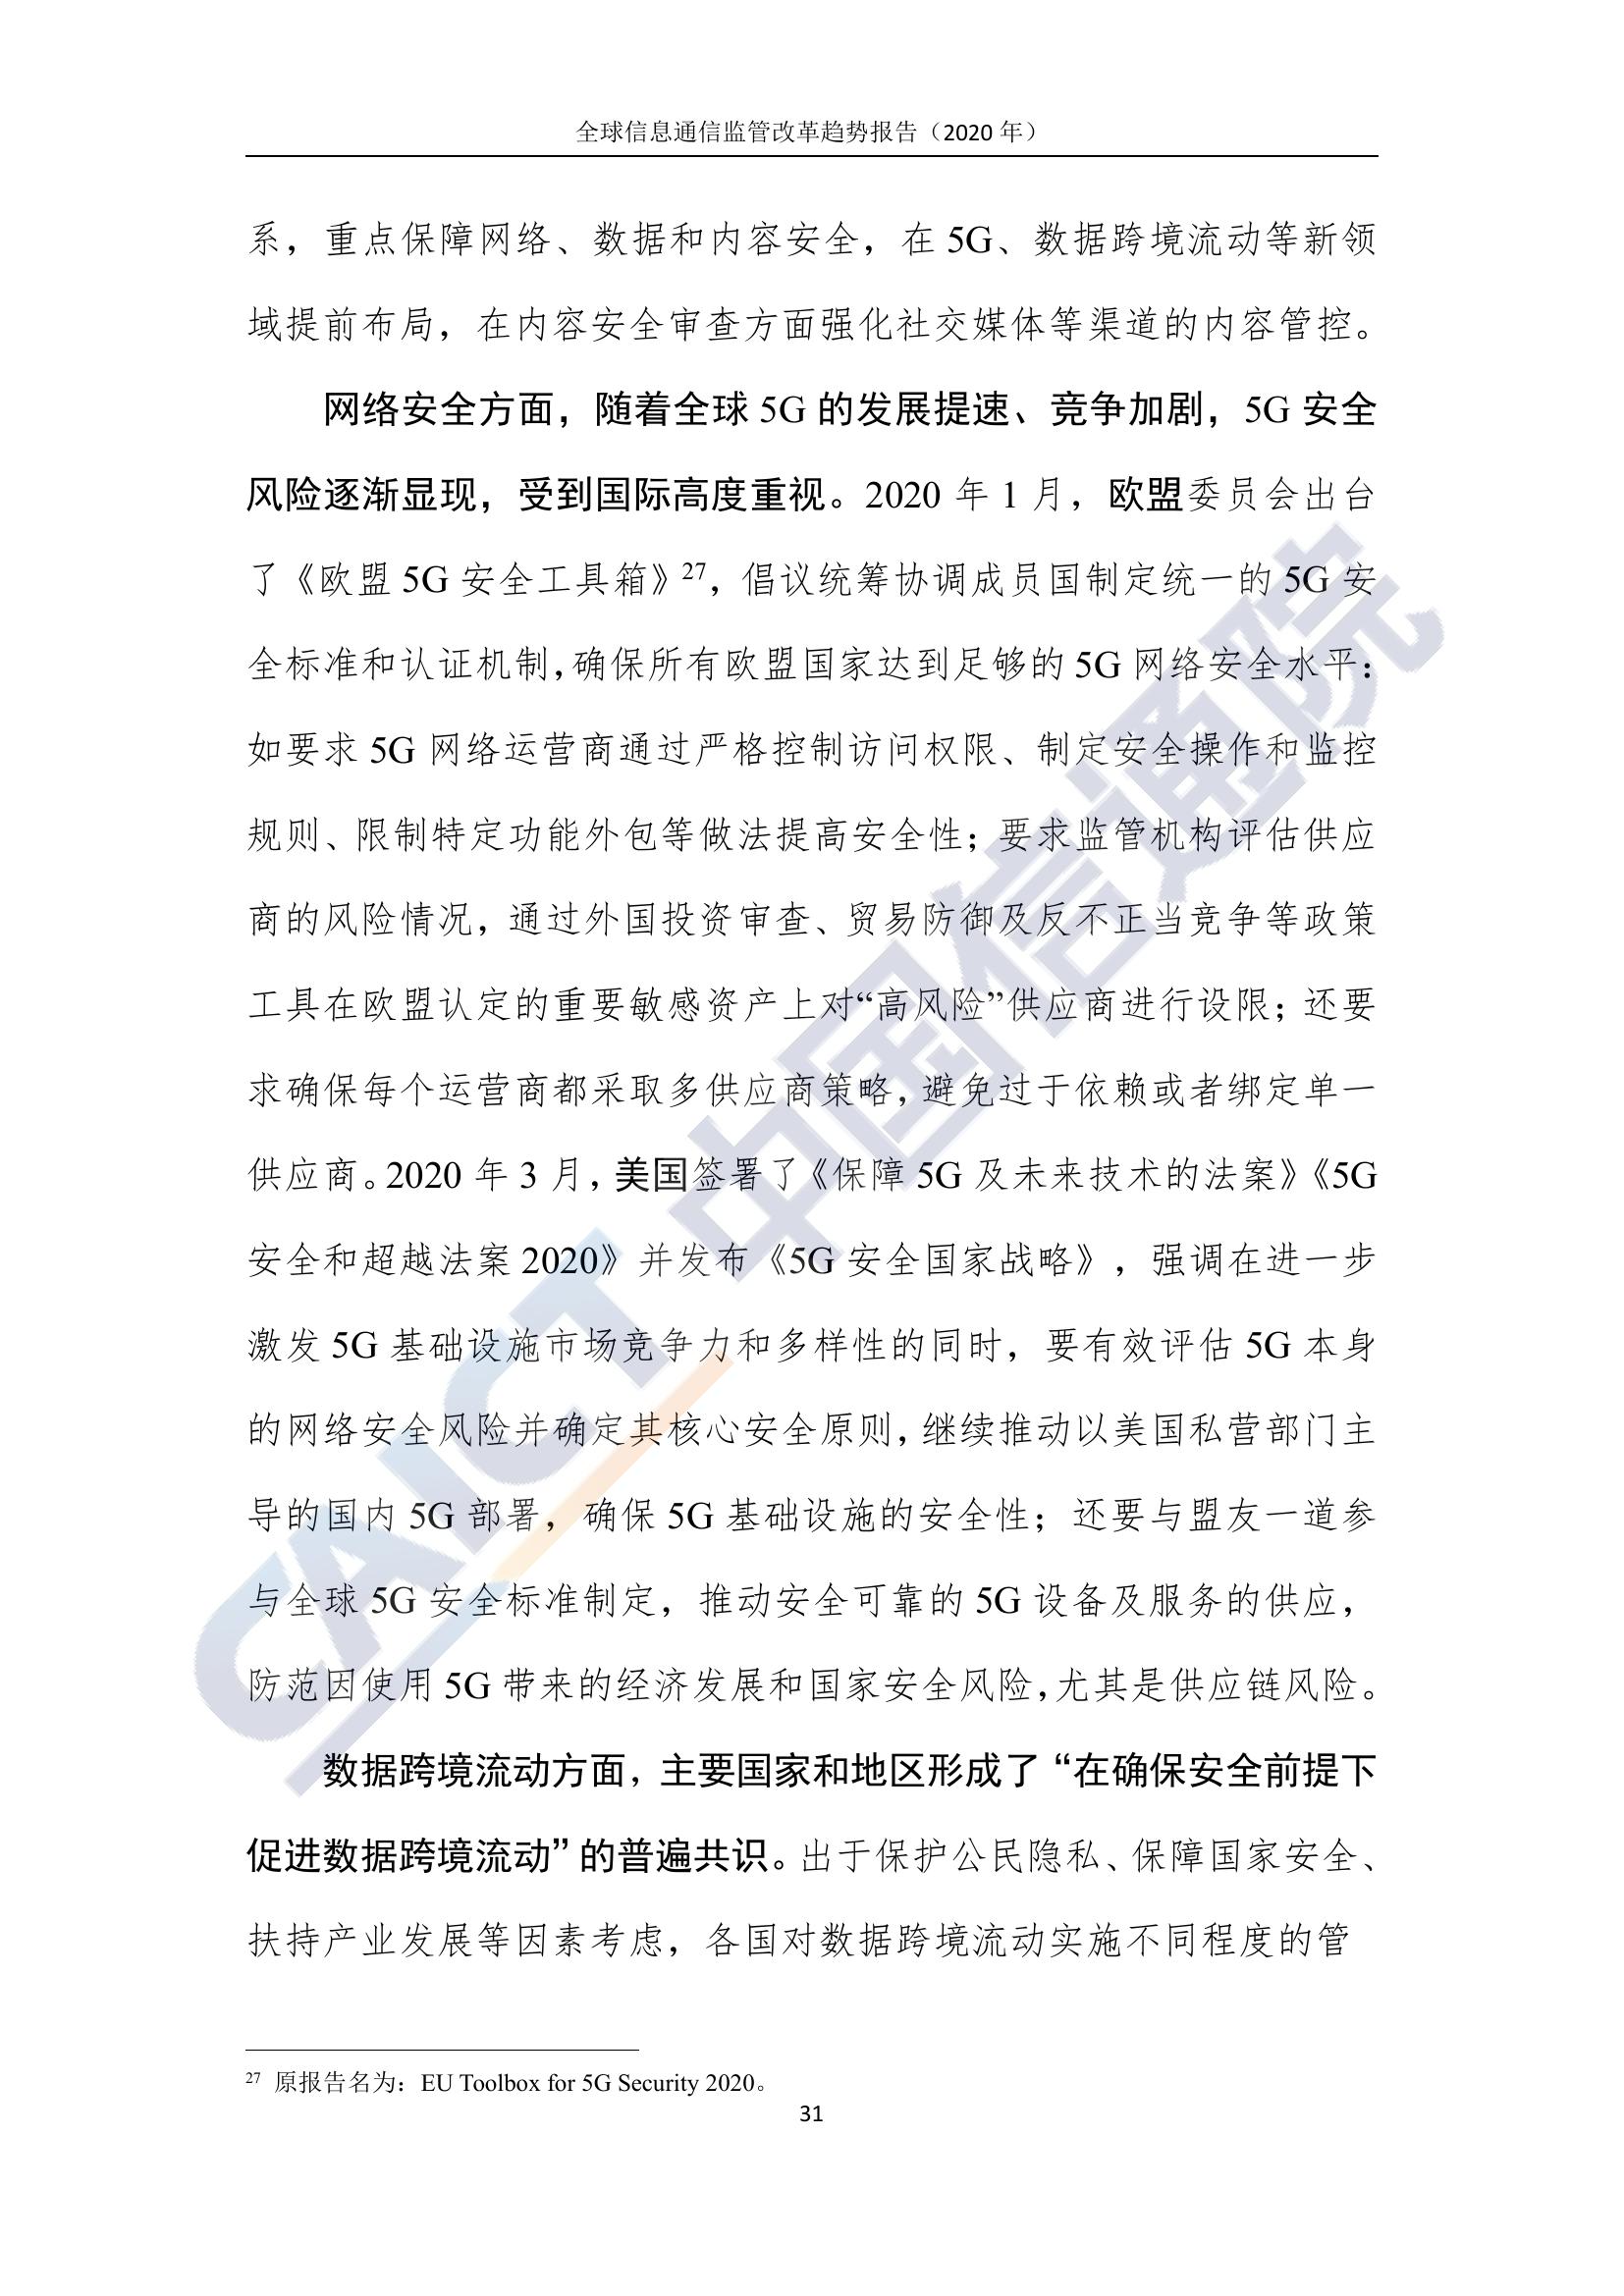 全球信息通信监管改革趋势报告（2020 年）
系，重点保障网络、数据和内容安全，在 5G、数据跨境流动等新领
域提前布局，在内容安全审查方面强化社交媒体等渠道的内容管控。
网络安全方面，随着全球 5G 的发展提速、竞争加剧，5G 安全
风险逐渐显现，受到国际高度重视。2020 年 1 月，欧盟委员会出台
了《欧盟 5G 安全工具箱》27，倡议统筹协调成员国制定统一的 5G 安
全标准和认证机制，确保所有欧盟国家达到足够的 5G 网络安全水平：
如要求 5G 网络运营商通过严格控制访问权限、制定安全操作和监控
规则、限制特定功能外包等做法提高安全性；要求监管机构评估供应
商的风险情况，通过外国投资审查、贸易防御及反不正当竞争等政策
工具在欧盟认定的重要敏感资产上对“高风险”供应商进行设限；还要
求确保每个运营商都采取多供应商策略，避免过于依赖或者绑定单一
供应商。2020 年 3 月，美国签署了《保障 5G 及未来技术的法案》《5G
安全和超越法案 2020》并发布《5G 安全国家战略》，强调在进一步
激发 5G 基础设施市场竞争力和多样性的同时，要有效评估 5G 本身
的网络安全风险并确定其核心安全原则，继续推动以美国私营部门主
导的国内 5G 部署，确保 5G 基础设施的安全性；还要与盟友一道参
与全球 5G 安全标准制定，推动安全可靠的 5G 设备及服务的供应，
防范因使用 5G 带来的经济发展和国家安全风险，尤其是供应链风险。
数据跨境流动方面，主要国家和地区形成了“在确保安全前提下
促进数据跨境流动”的普遍共识。出于保护公民隐私、保障国家安全、
扶持产业发展等因素考虑，各国对数据跨境流动实施不同程度的管
27 原报告名为：EU Toolbox for 5G Security 2020。
31
CAICT 中国信通院